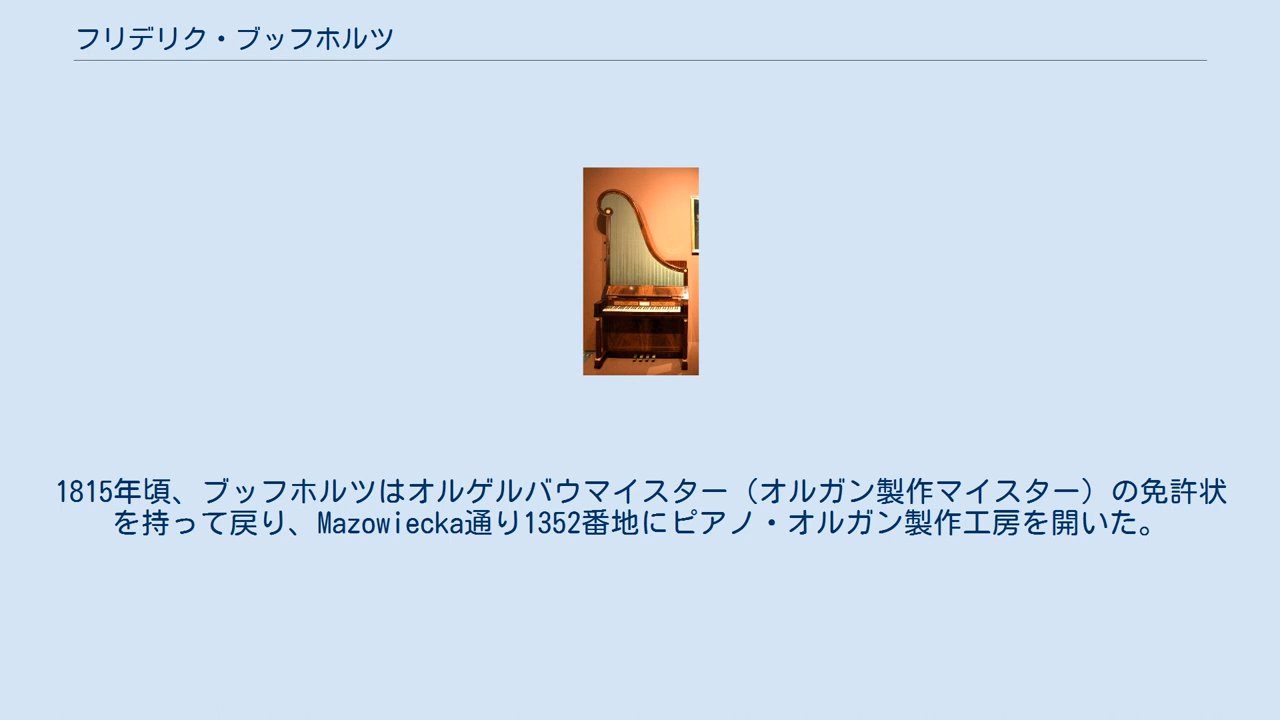 フリデリク・ブッフホルツ
1815年頃、ブッフホルツはオルゲルバウマイスター（オルガン製作マイスター）の免許状
を持って戻り、Mazowiecka通り1352番地にピアノ・オルガン製作工房を開いた。